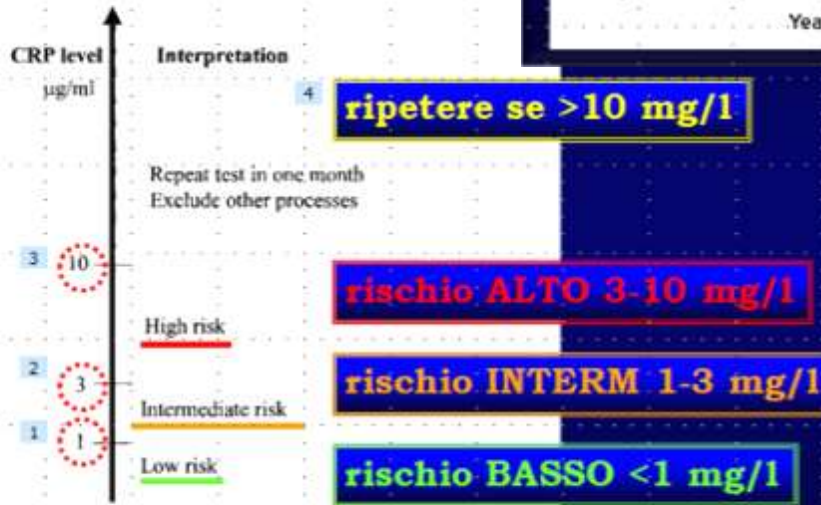 Yea
CRP level
Interpretation
µg/ml
4
ripetere se >10 mg/l
Repeat test in one month
Exclude other processes
3
10
rischio ALTO 3-10 mg/l
High risk
2
3
rischio INTERM 1-3 mg/l
Intermediate risk
1
1
Low risk
rischio BASSO <1 mg/l